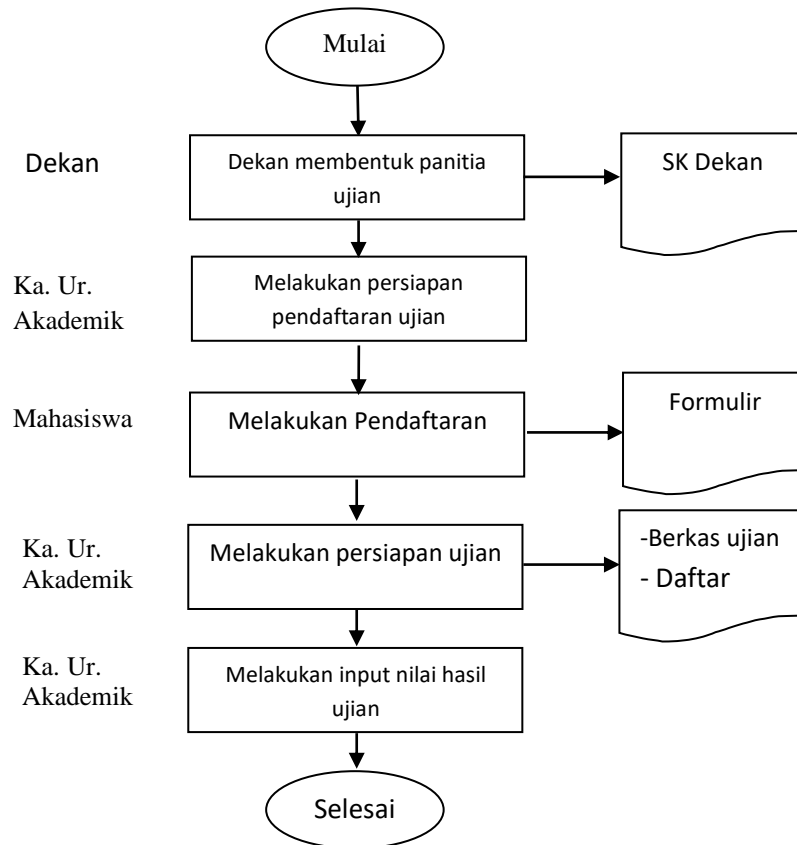 Mulai
Dekan
Dekan membentuk panitia
ujian
SK Dekan
Ka. Ur.
Akademik
Melakukan persiapan
pendaftaran ujian
Mahasiswa
Melakukan Pendaftaran
Formulir
Ka. Ur.
Akademik
Melakukan persiapan ujian
-Berkas ujian
- Daftar
Ka. Ur.
Akademik
Melakukan input nilai hasil
ujian
Selesai